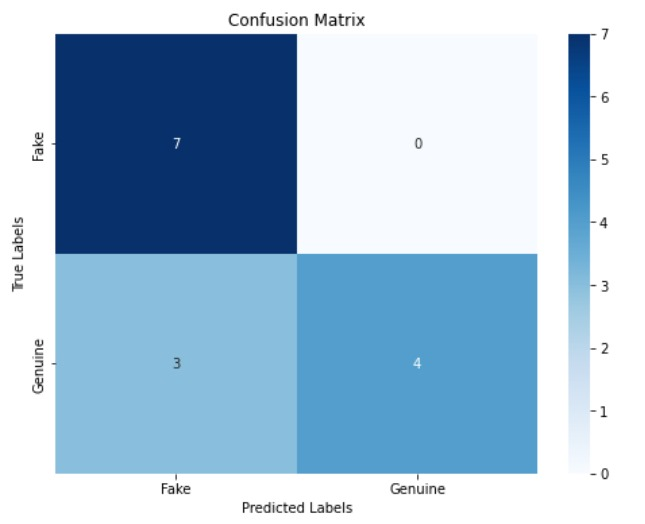 Confusion Matrix
True Labels
Fake
7
0
Genuine
3
4
Fake
Genuine
Predicted Labels
7
6
5
4
3
2
1
0